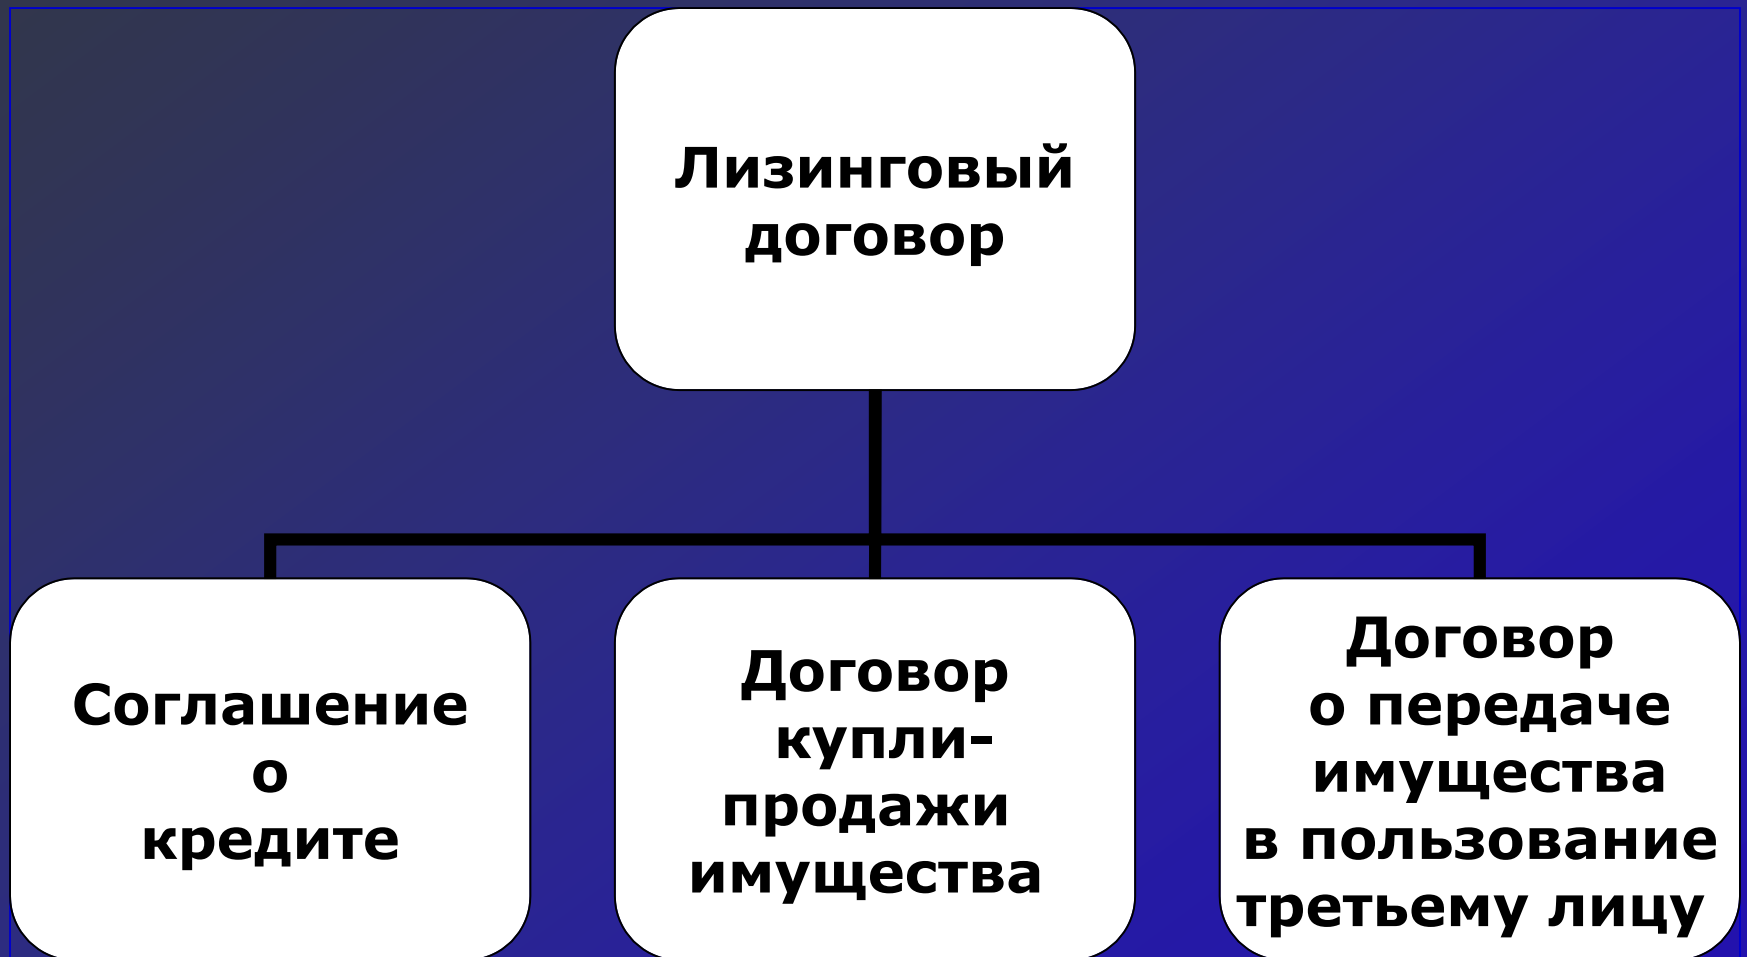 Лизинговый
договор
Соглашение
о
кредите
Договор
купли-
продажи
имущества
Договор
о передаче
имущества
в пользование
третьему лицу